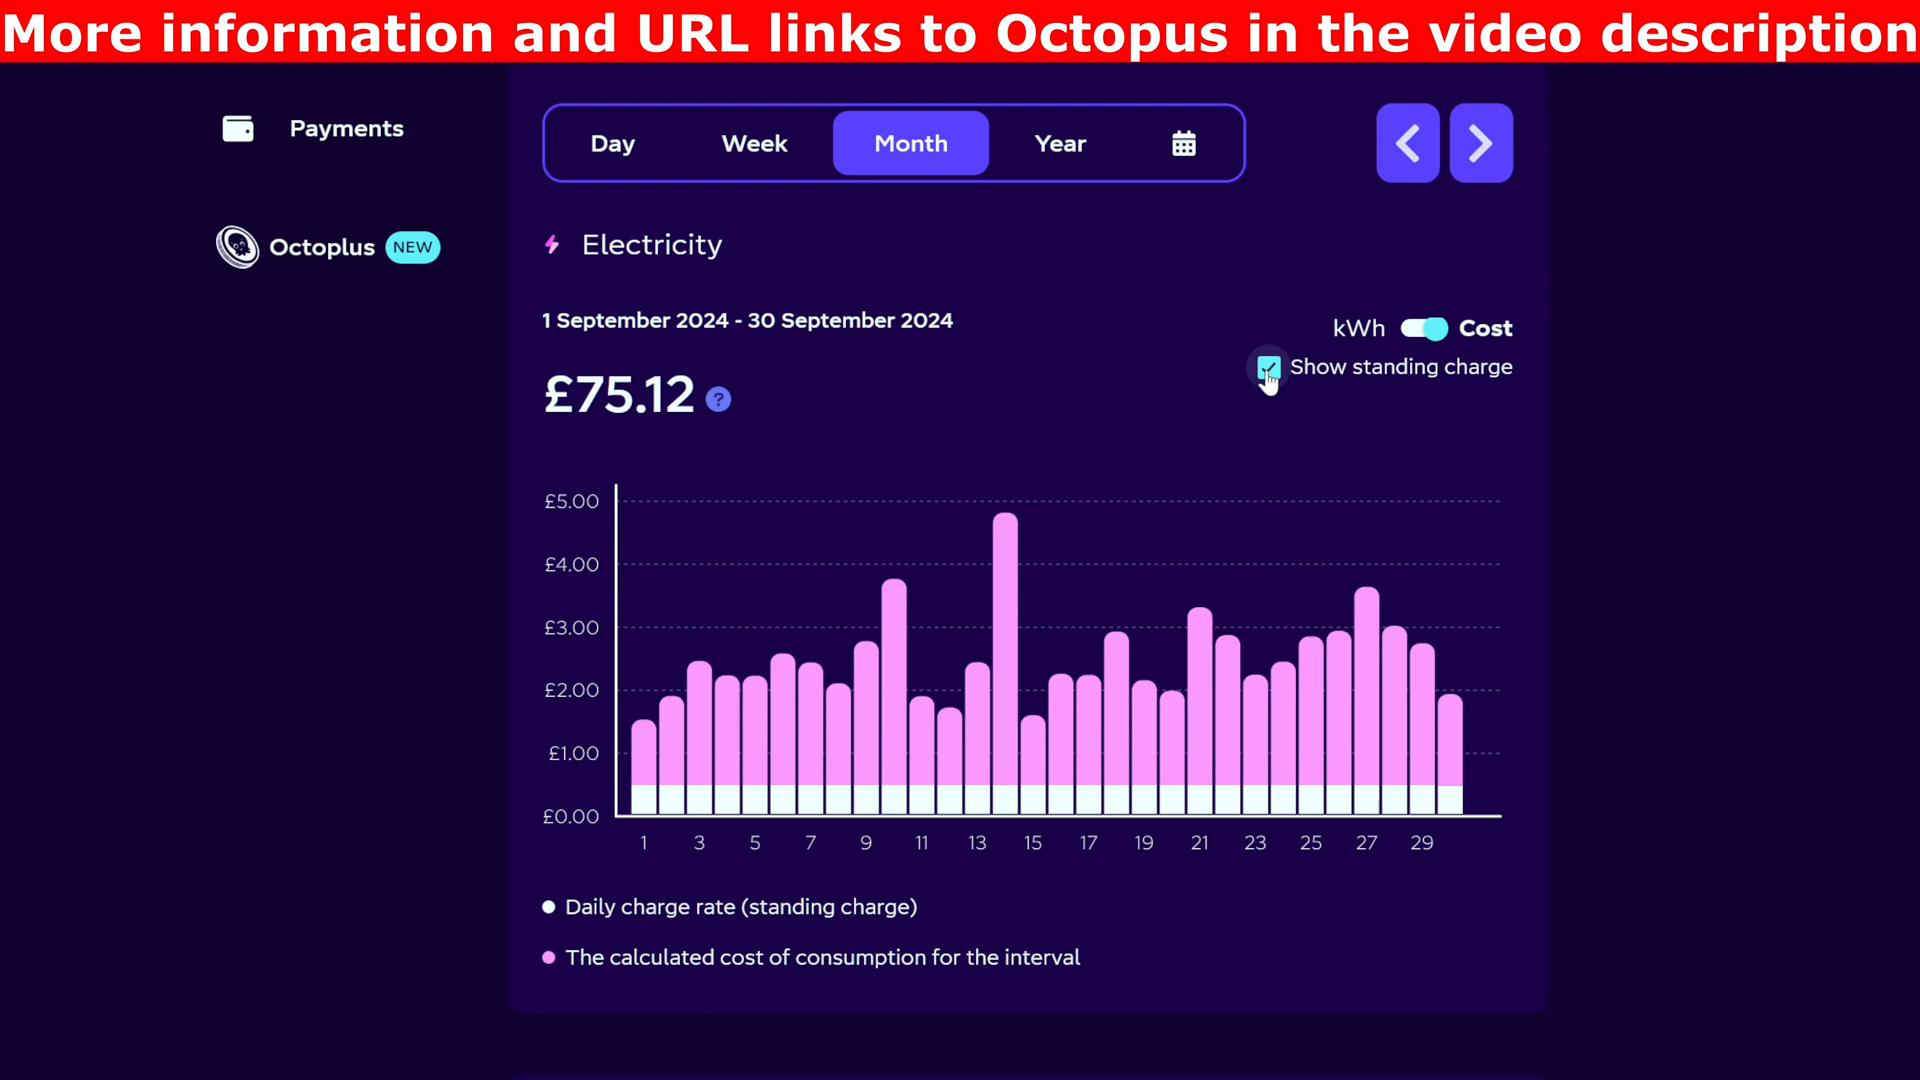 More information and URL links to Octopus in the video description
Payments
Day Week Month Year
Octoplus NEW
Electricity
1 September 2024 - 30 September 2024
kWh Cost
Show standing charge
£75.12 ?
£5.00
£4.00
£3.00
£2.00
£1.00
£0.00
1 3 5 7 9 11 13 15 17 19 21 23 25 27 29
Daily charge rate (standing charge)
The calculated cost of consumption for the interval